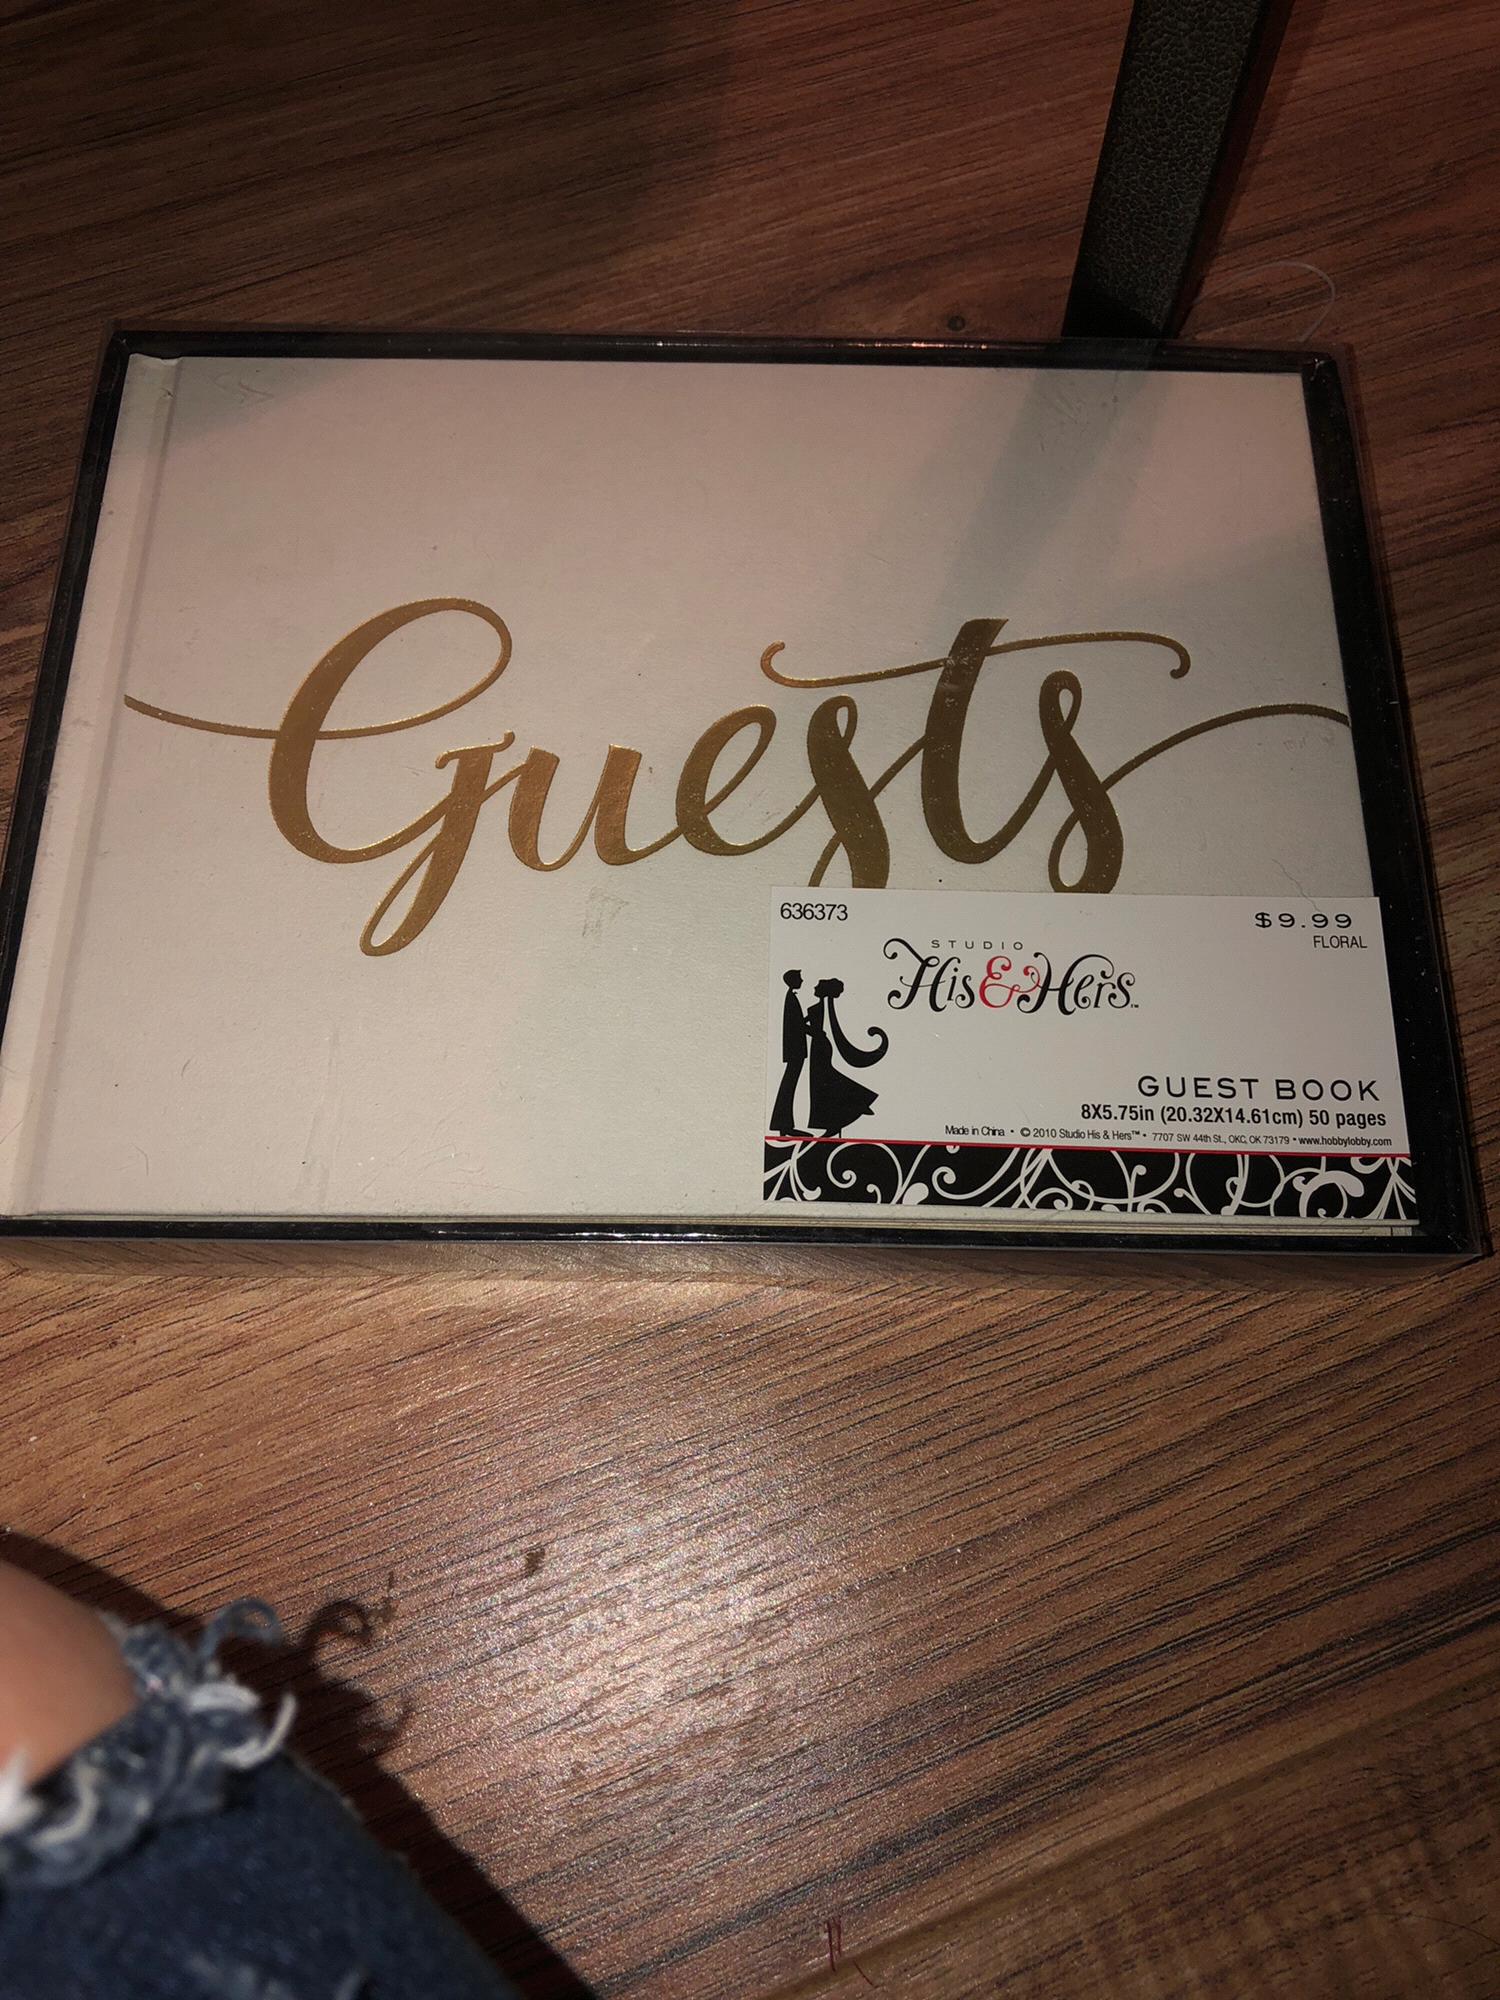 Guests
636373
$9.99
FLORAL
STUDIO
His & Hers™
GUEST BOOK
8X5.75in (20.32X14.61cm) 50 pages
Made in China • © 2010 Studio His & Hers™ • 7707 SW 44th St., OKC, OK 73179 • www.hobbylobby.com